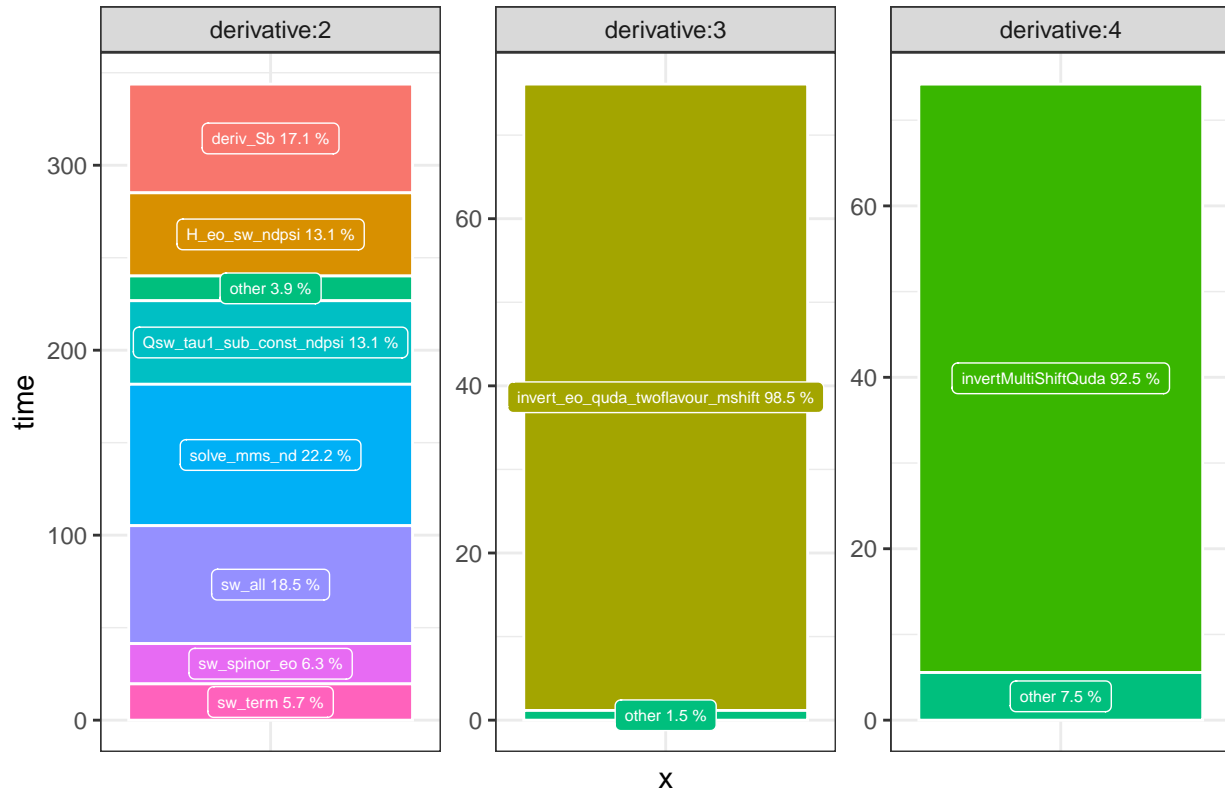 derivative:2
derivative:3
derivative:4
time
300
200
100
0
deriv_Sb 17.1 %
H_eo_sw_ndpsi 13.1 %
other 3.9 %
Qsw_tau1_sub_const_ndpsi 13.1 %
solve_mms_nd 22.2 %
sw_all 18.5 %
sw_spinor_eo 6.3 %
sw_term 5.7 %
60
40
20
0
invert_eo_quda_twoflavour_mshift 98.5 %
other 1.5 %
60
40
20
0
invertMultiShiftQuda 92.5 %
other 7.5 %
x